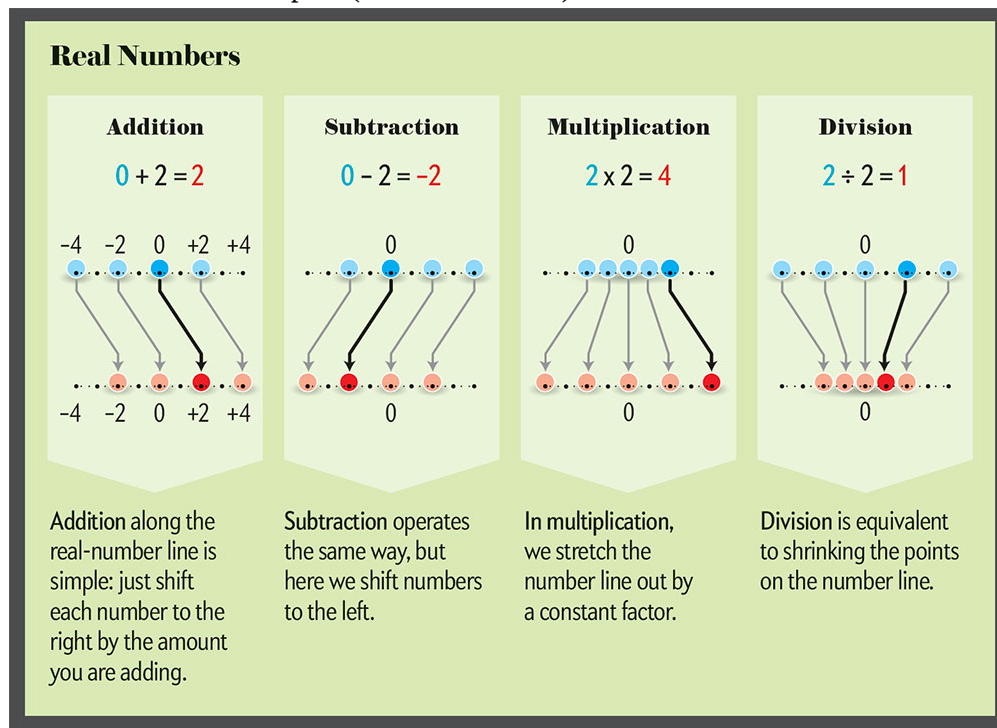 Real Numbers
Addition
0 + 2 = 2
–4 –2 0 +2 +4
–4 –2 0 +2 +4
Addition along the
real-number line is
simple: just shift
each number to the
right by the amount
you are adding.
Subtraction
0 – 2 = –2
0
0
Subtraction operates
the same way, but
here we shift numbers
to the left.
Multiplication
2 x 2 = 4
0
0
In multiplication,
we stretch the
number line out by
a constant factor.
Division
2 ÷ 2 = 1
0
0
Division is equivalent
to shrinking the points
on the number line.